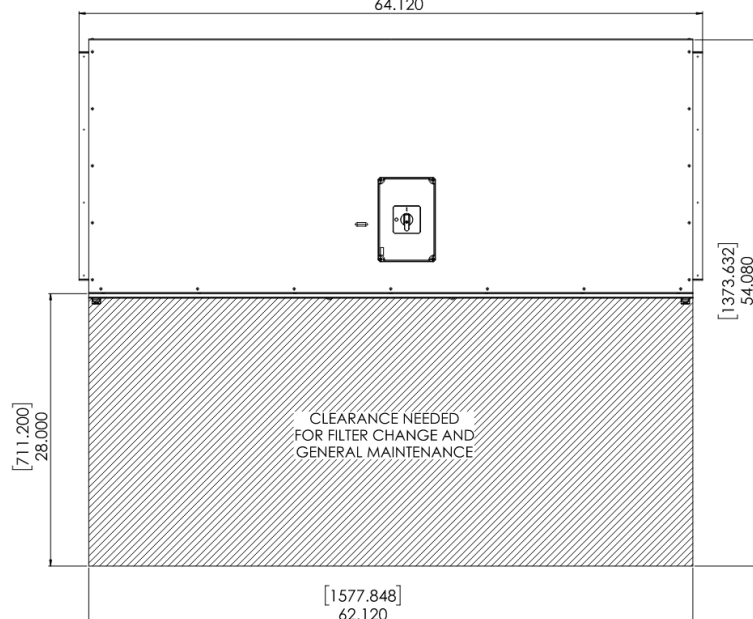 64.120
[1373.632]
54.080
[711.200]
28.000
CLEARANCE NEEDED
FOR FILTER CHANGE AND
GENERAL MAINTENANCE
[1577.848]
62.120